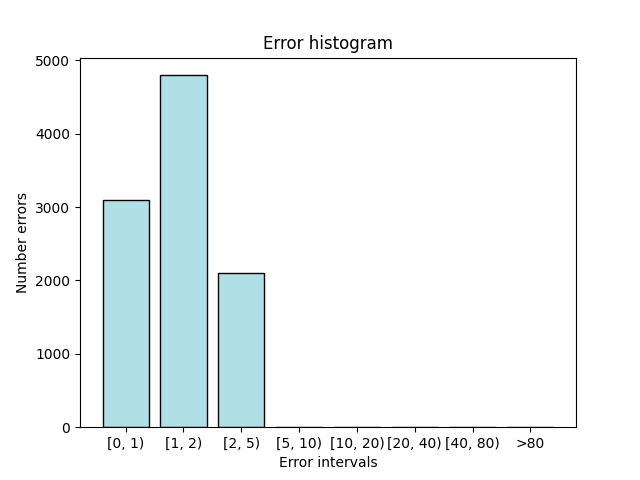 Error histogram
5000
4000
3000
2000
1000
0
Number errors
[0, 1) [1, 2) [2, 5) [5, 10) [10, 20) [20, 40) [40, 80) >80
Error intervals